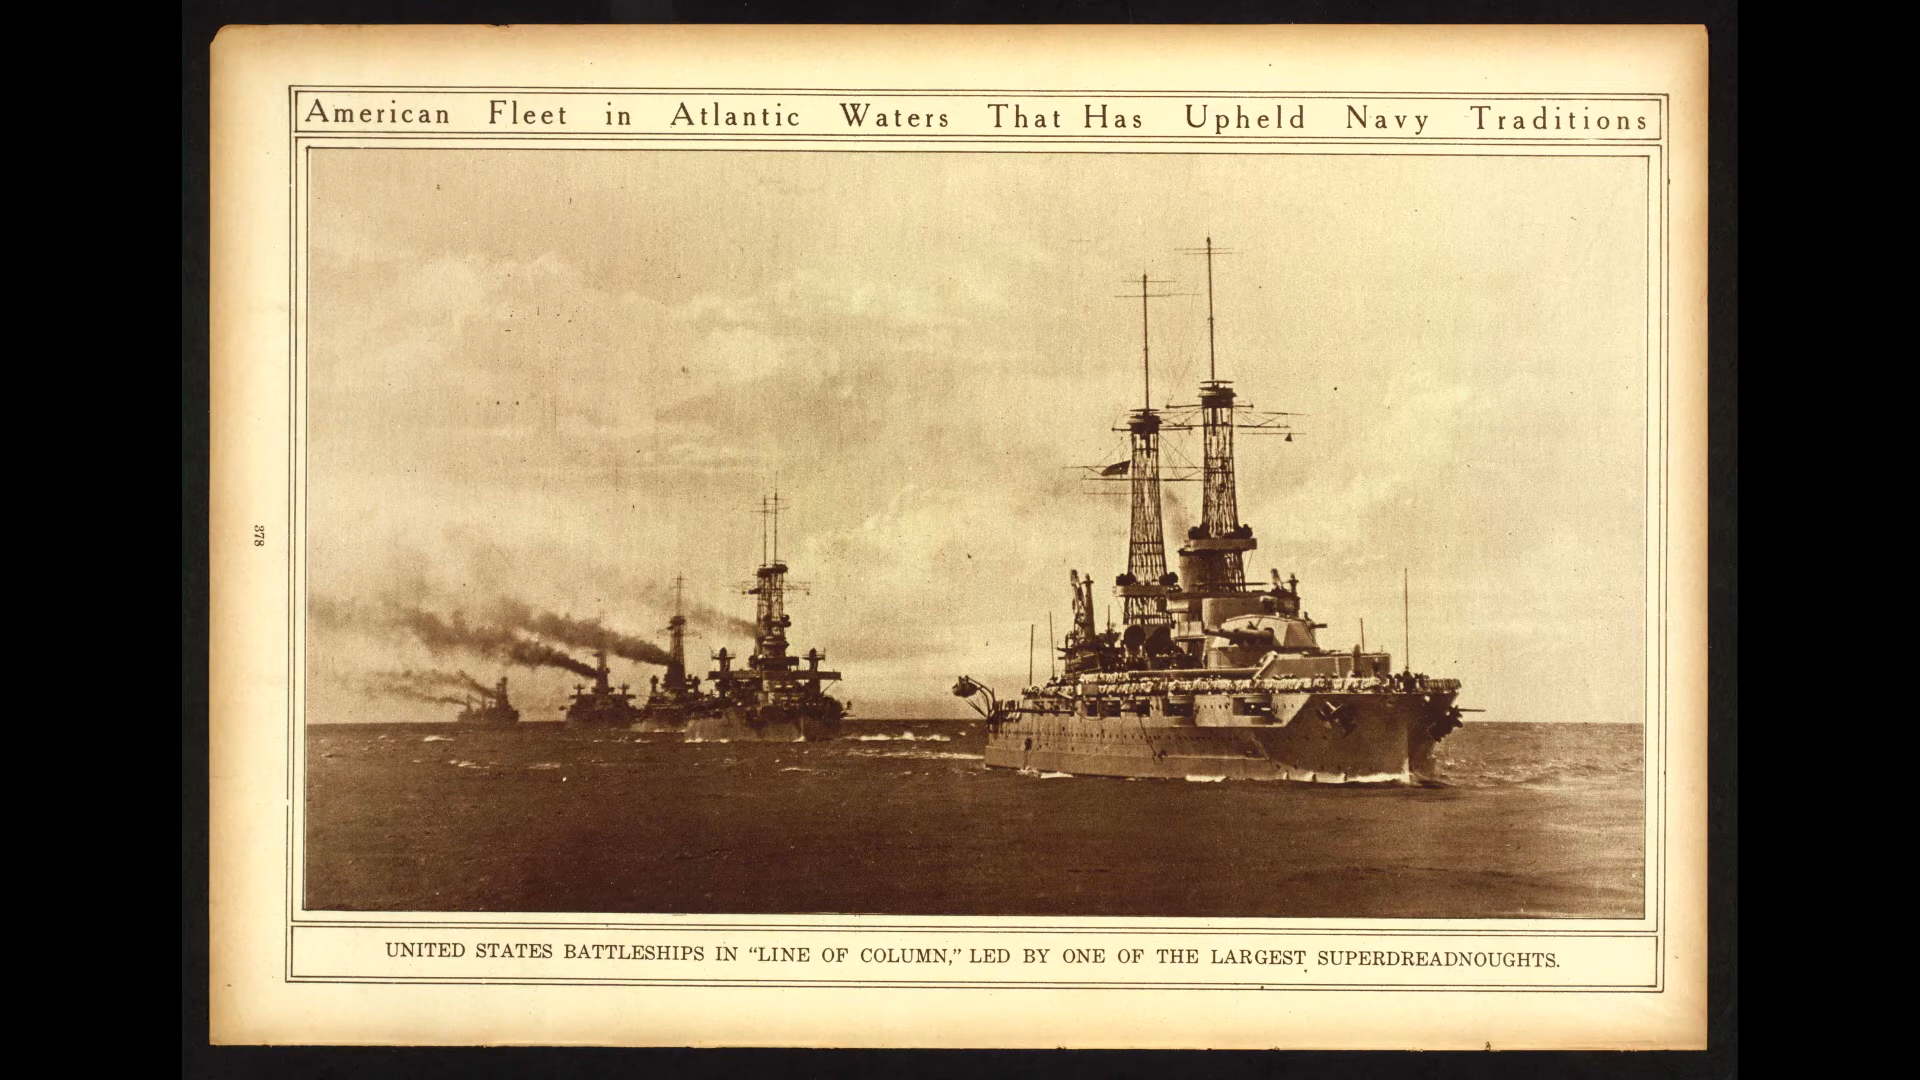 American Fleet in Atlantic Waters That Has Upheld Navy Traditions
378
UNITED STATES BATTLESHIPS IN “LINE OF COLUMN,” LED BY ONE OF THE LARGEST SUPERDREADNOUGHTS.